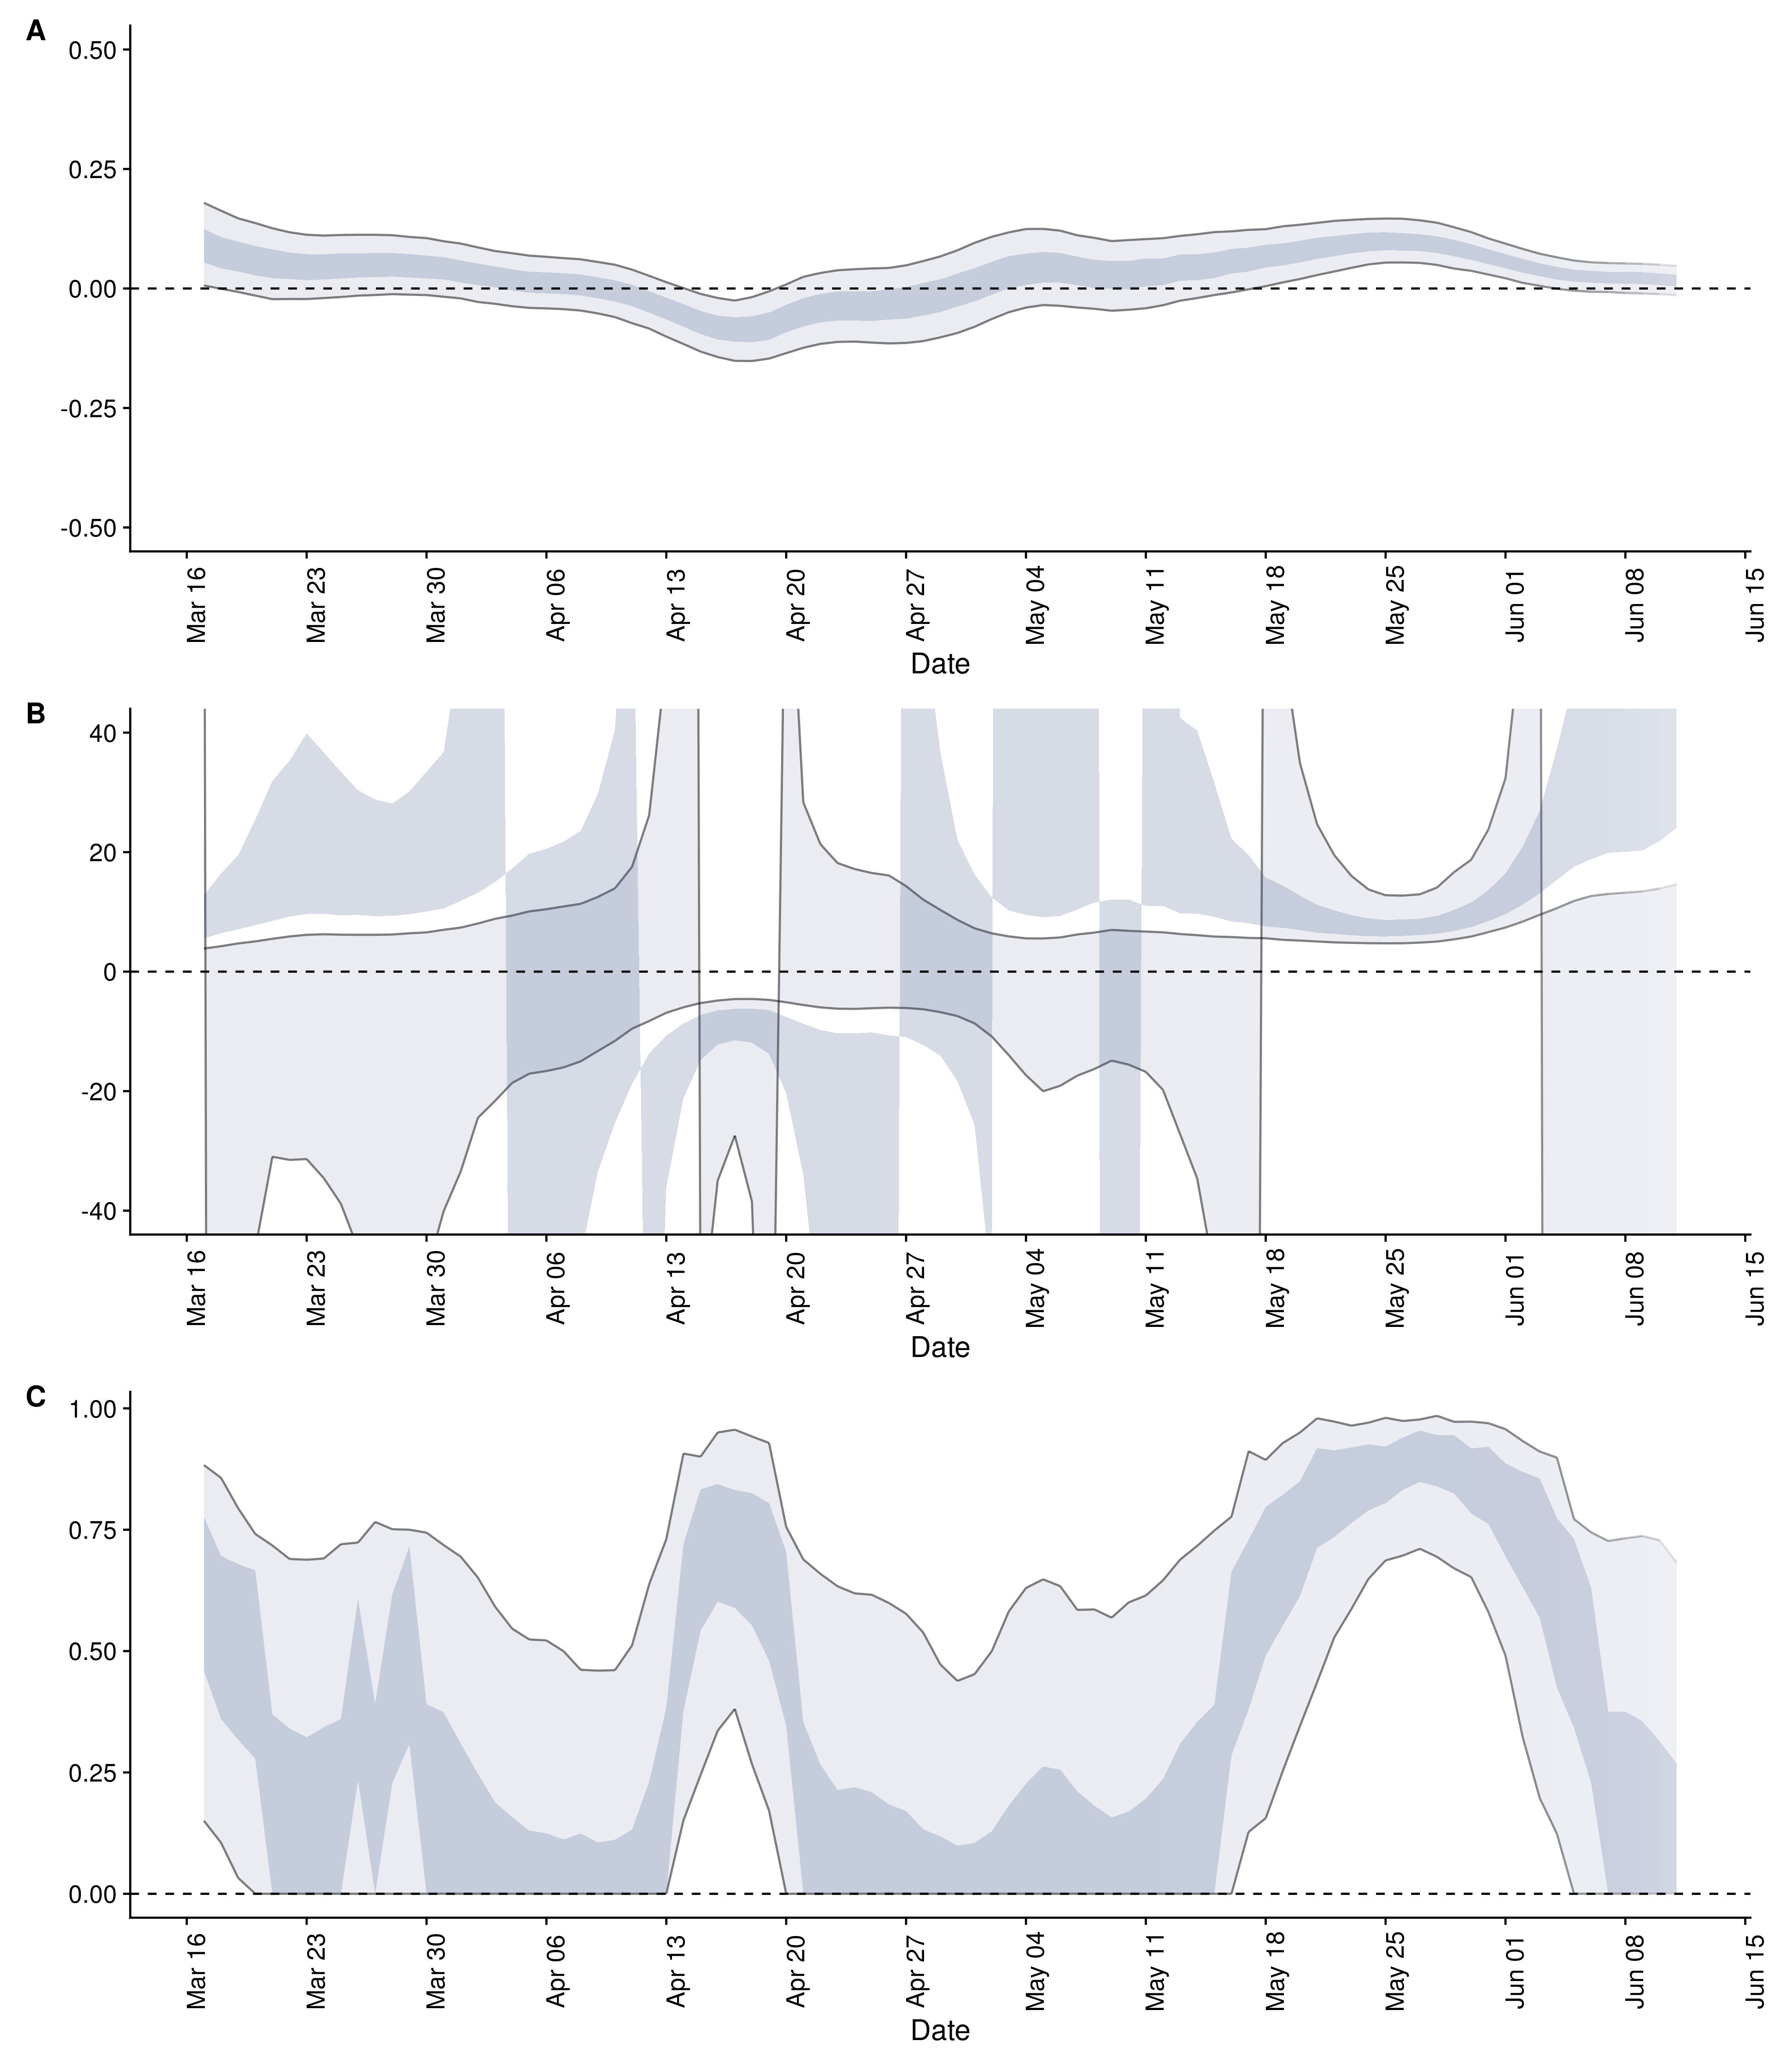 A
0.50
0.25
0.00
-0.25
-0.50
Mar 16
Mar 23
Mar 30
Apr 06
Apr 13
Apr 20
Apr 27
May 04
May 11
May 18
May 25
Jun 01
Jun 08
Jun 15
Date
B
40
20
0
-20
-40
Mar 16
Mar 23
Mar 30
Apr 06
Apr 13
Apr 20
Apr 27
May 04
May 11
May 18
May 25
Jun 01
Jun 08
Jun 15
Date
C
1.00
0.75
0.50
0.25
0.00
Mar 16
Mar 23
Mar 30
Apr 06
Apr 13
Apr 20
Apr 27
May 04
May 11
May 18
May 25
Jun 01
Jun 08
Jun 15
Date